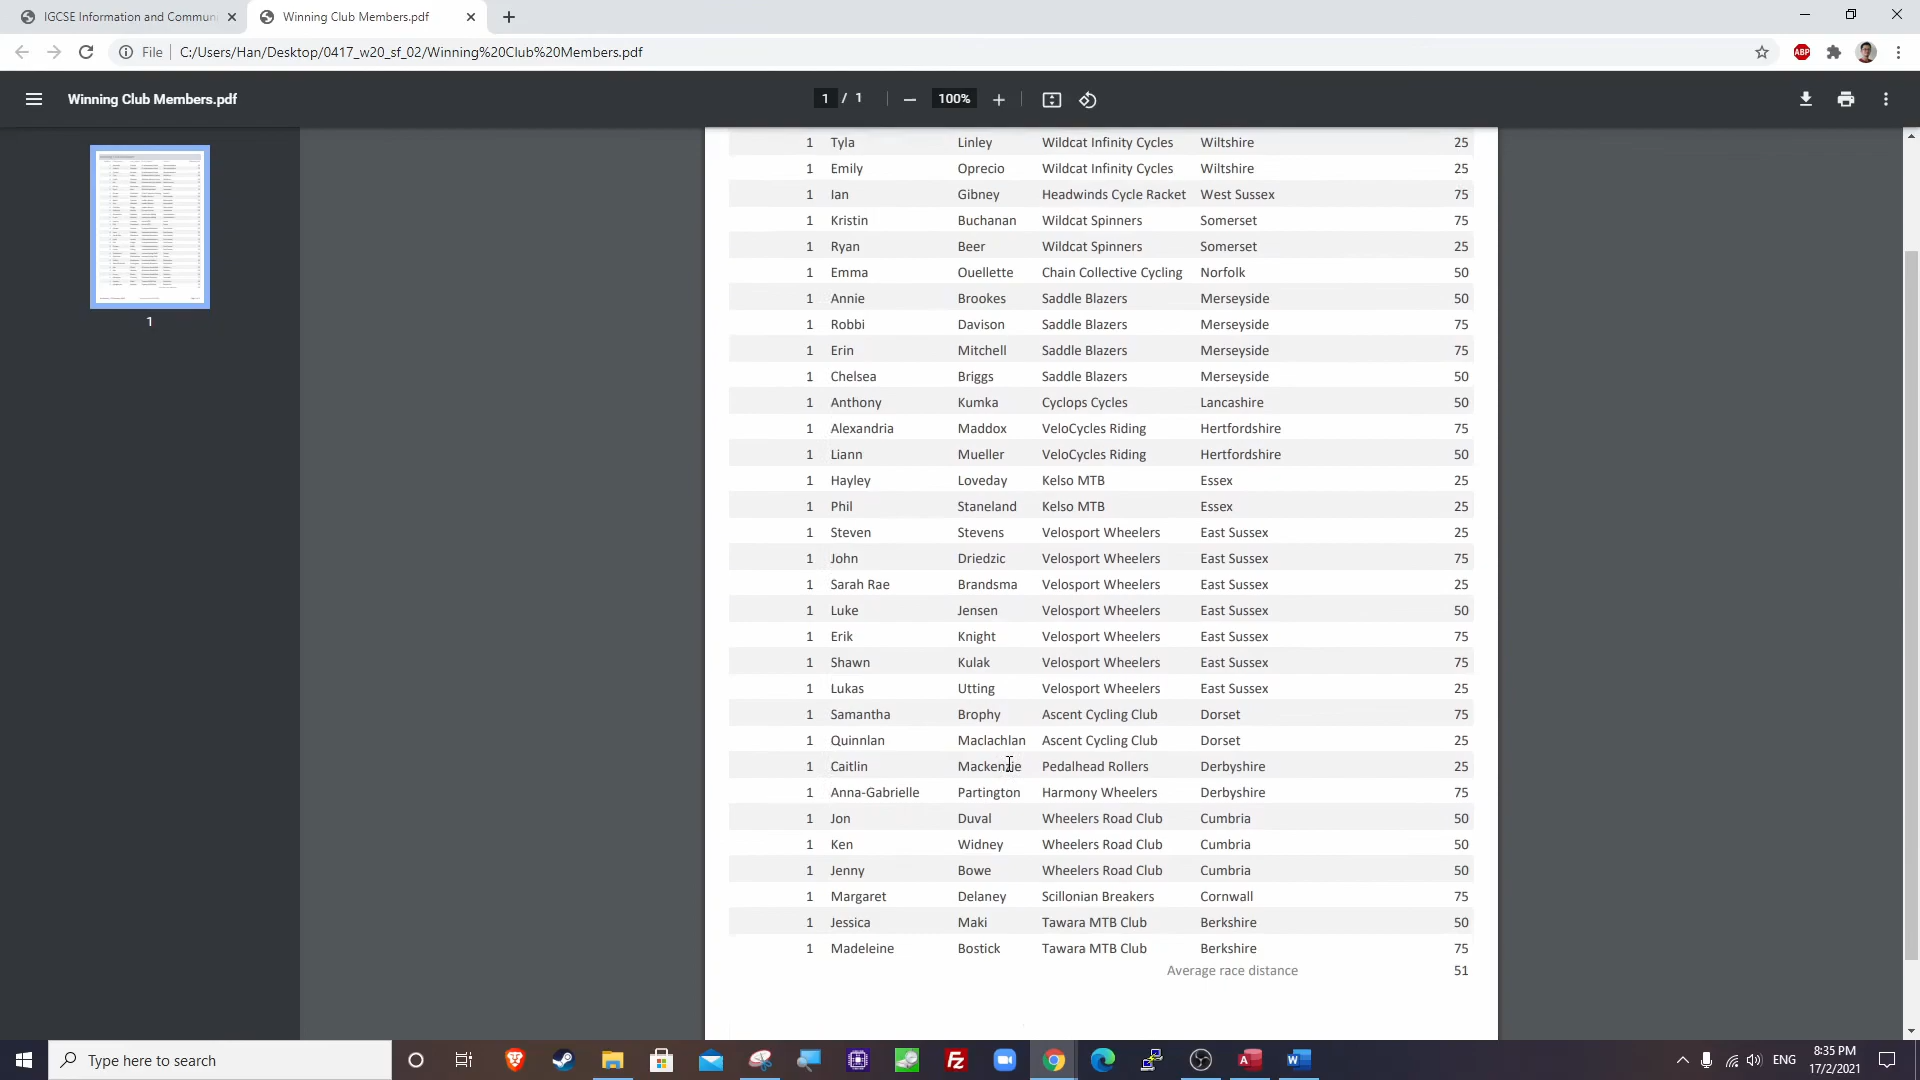 IGCSE Information and Commun
Winning Club Members.pdf
File C:/Users/Han/Desktop/0417_w20_sf_02/Winning%20Club%20Members.pdf
ABP
Winning Club Members.pdf
1 / 1
100%
1 Tyla Linley Wildcat Infinity Cycles Wiltshire 25
1 Emily Oprecio Wildcat Infinity Cycles Wiltshire 25
1 Ian Gibney Headwinds Cycle Racket West Sussex 75
1 Kristin Buchanan Wildcat Spinners Somerset 75
1 Ryan Beer Wildcat Spinners Somerset 25
1 Emma Ouellette Chain Collective Cycling Norfolk 50
1 Annie Brookes Saddle Blazers Merseyside 50
1 Robbi Davison Saddle Blazers Merseyside 75
1 Erin Mitchell Saddle Blazers Merseyside 75
1 Chelsea Briggs Saddle Blazers Merseyside 50
1 Anthony Kumka Cyclops Cycles Lancashire 50
1 Alexandria Maddox VeloCycles Riding Hertfordshire 75
1 Liann Mueller VeloCycles Riding Hertfordshire 50
1 Hayley Loveday Kelso MTB Essex 25
1 Phil Staneland Kelso MTB Essex 25
1 Steven Stevens Velosport Wheelers East Sussex 25
1 John Driedzic Velosport Wheelers East Sussex 75
1 Sarah Rae Brandsma Velosport Wheelers East Sussex 25
1 Luke Jensen Velosport Wheelers East Sussex 50
1 Erik Knight Velosport Wheelers East Sussex 75
1 Shawn Kulak Velosport Wheelers East Sussex 75
1 Lukas Utting Velosport Wheelers East Sussex 25
1 Samantha Brophy Ascent Cycling Club Dorset 75
1 Quinnlan Maclachlan Ascent Cycling Club Dorset 25
1 Caitlin Mackenzie Pedalhead Rollers Derbyshire 25
1 Anna-Gabrielle Partington Harmony Wheelers Derbyshire 75
1 Jon Duval Wheelers Road Club Cumbria 50
1 Ken Widney Wheelers Road Club Cumbria 50
1 Jenny Bowe Wheelers Road Club Cumbria 50
1 Margaret Delaney Scillonian Breakers Cornwall 75
1 Jessica Maki Tawara MTB Club Berkshire 50
1 Madeleine Bostick Tawara MTB Club Berkshire 75
Average race distance 51
1
Type here to search
ENG
8:35 PM
17/2/2021